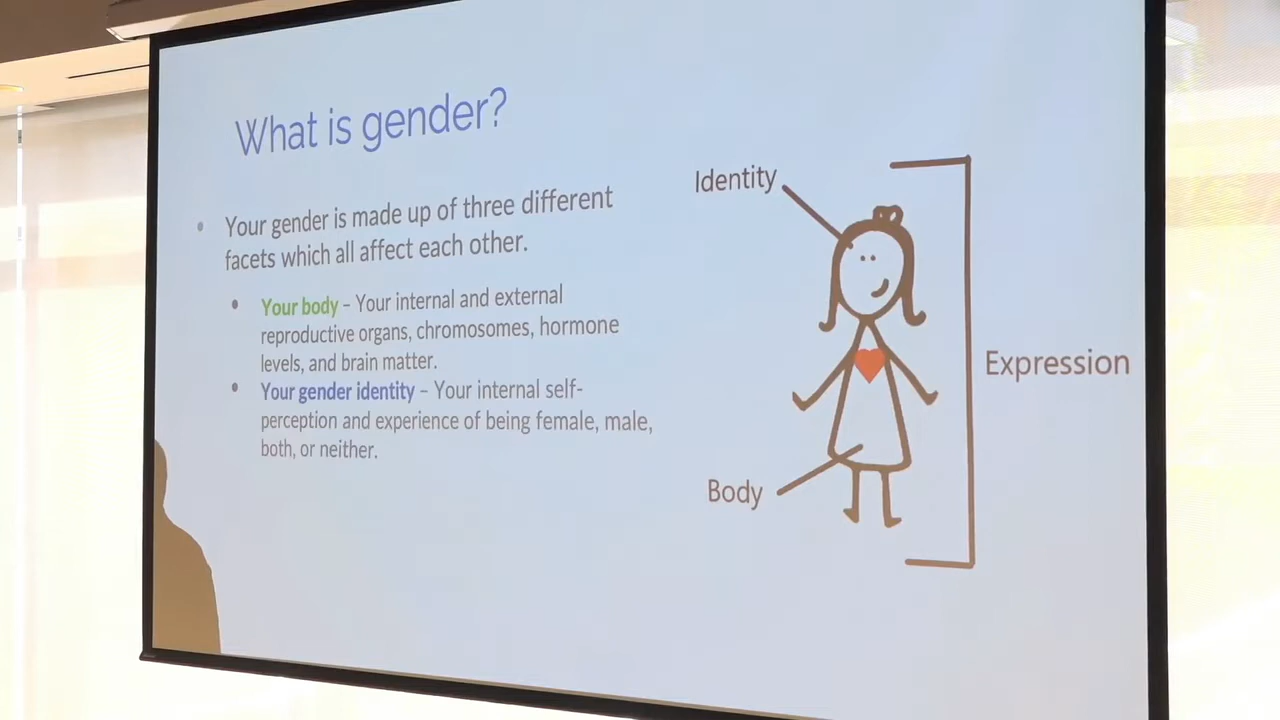 What is gender?
Your gender is made up of three different
facets which all affect each other.
Your body – Your internal and external
reproductive organs, chromosomes, hormone
levels, and brain matter.
Your gender identity – Your internal self-
perception and experience of being female, male,
both, or neither.
Identity
Expression
Body